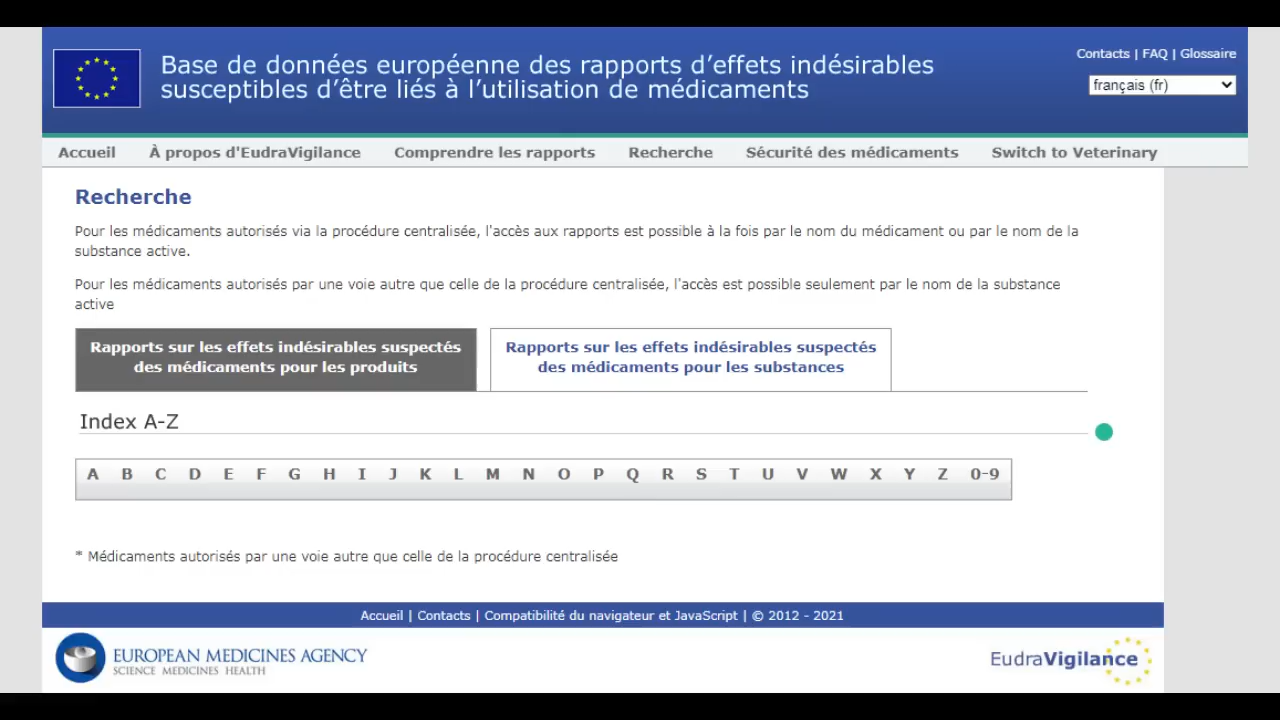 Base de données européenne des rapports d’effets indésirables
susceptibles d’être liés à l’utilisation de médicaments
Contacts | FAQ | Glossaire
français (fr)
Accueil À propos d'EudraVigilance Comprendre les rapports Recherche Sécurité des médicaments Switch to Veterinary
Recherche
Pour les médicaments autorisés via la procédure centralisée, l'accès aux rapports est possible à la fois par le nom du médicament ou par le nom de la
substance active.
Pour les médicaments autorisés par une voie autre que celle de la procédure centralisée, l'accès est possible seulement par le nom de la substance
active
Rapports sur les effets indésirables suspectés
des médicaments pour les produits
Rapports sur les effets indésirables suspectés
des médicaments pour les substances
Index A-Z
A B C D E F G H I J K L M N O P Q R S T U V W X Y Z 0-9
* Médicaments autorisés par une voie autre que celle de la procédure centralisée
Accueil | Contacts | Compatibilité du navigateur et JavaScript | © 2012 - 2021
EUROPEAN MEDICINES AGENCY
SCIENCE MEDICINES HEALTH
EudraVigilance